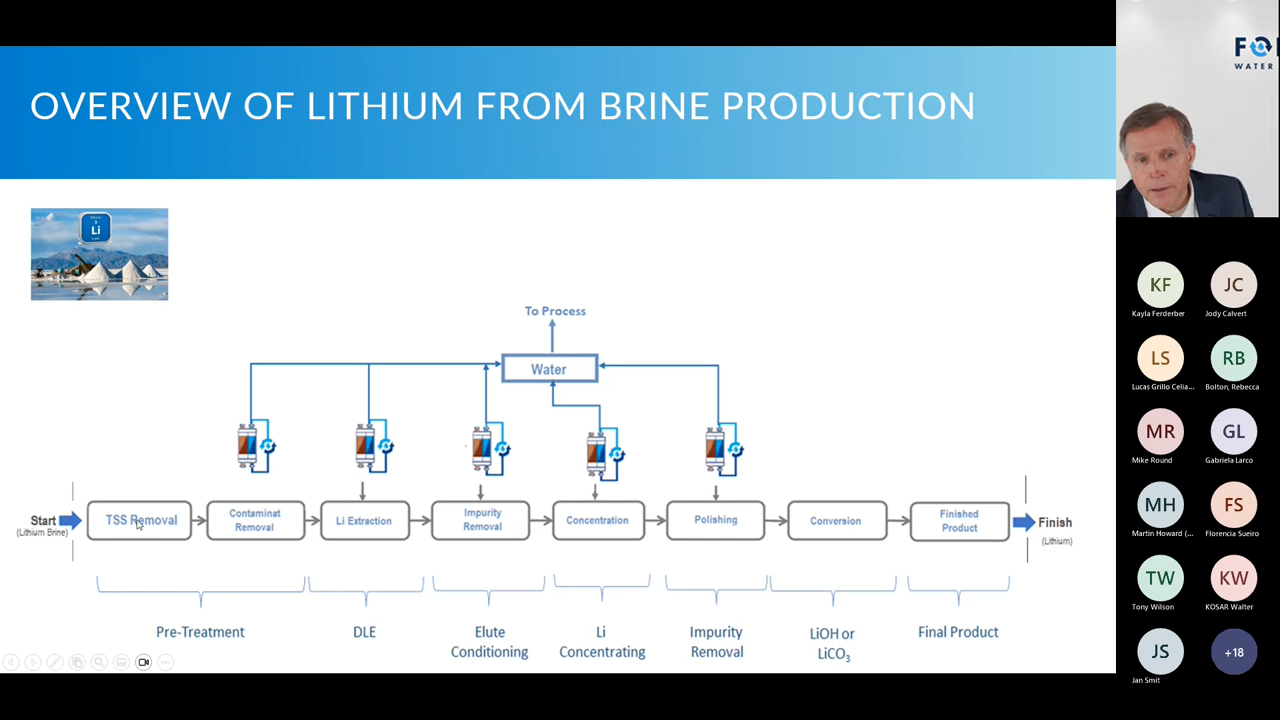 OVERVIEW OF LITHIUM FROM BRINE PRODUCTION
Li
To Process
Water
Start
(Lithium Brine)
TSS Removal
Contaminat
Removal
Li Extraction
Impurity
Removal
Concentration
Polishing
Conversion
Finished
Product
Finish
(Lithium)
Pre-Treatment
DLE
Elute
Conditioning
Li
Concentrating
Impurity
Removal
LiOH or
LiCO3
Final Product
WATER
KF
Kayla Ferderber
JC
Jody Calvert
LS
Lucas Grillo Celia...
RB
Bolton, Rebecca
MR
Mike Round
GL
Gabriela Larco
MH
Martin Howard (...
FS
Florencia Sueiro
TW
Tony Wilson
KW
KOSAR Walter
JS
Jan Smit
+18